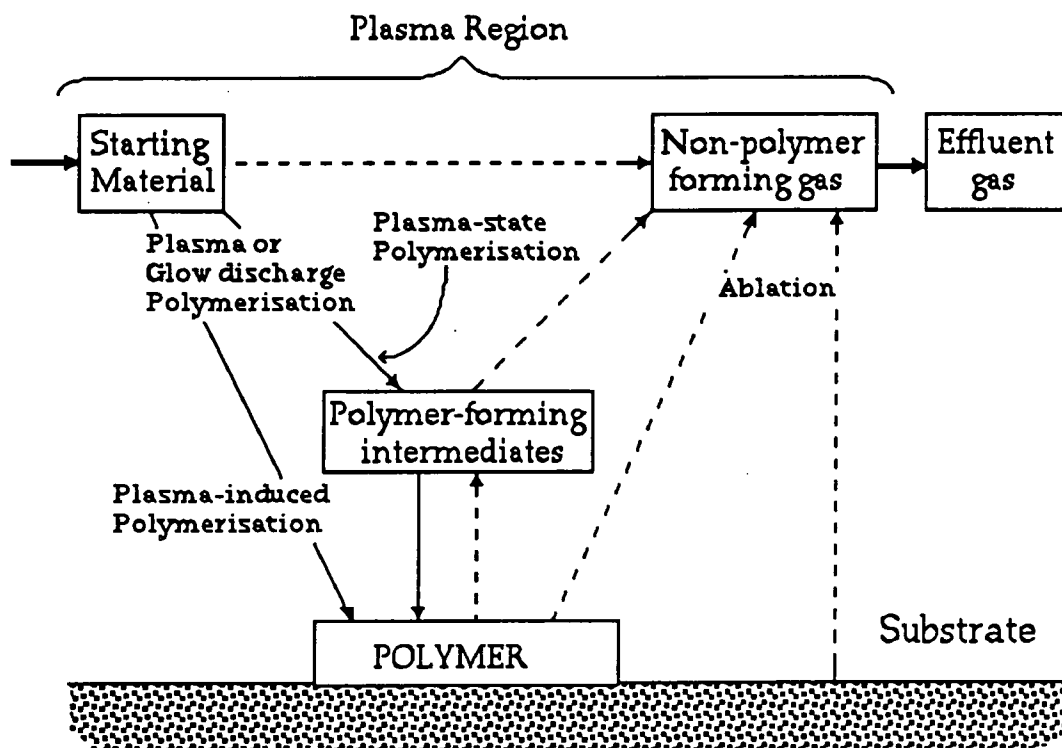 Plasma Region
Starting
Material
Non-polymer
forming gas
Effluent
gas
Plasma or
Glow discharge
Polymerisation
Plasma-state
Polymerisation
Ablation
Polymer-forming
intermediates
Plasma-induced
Polymerisation
POLYMER
Substrate